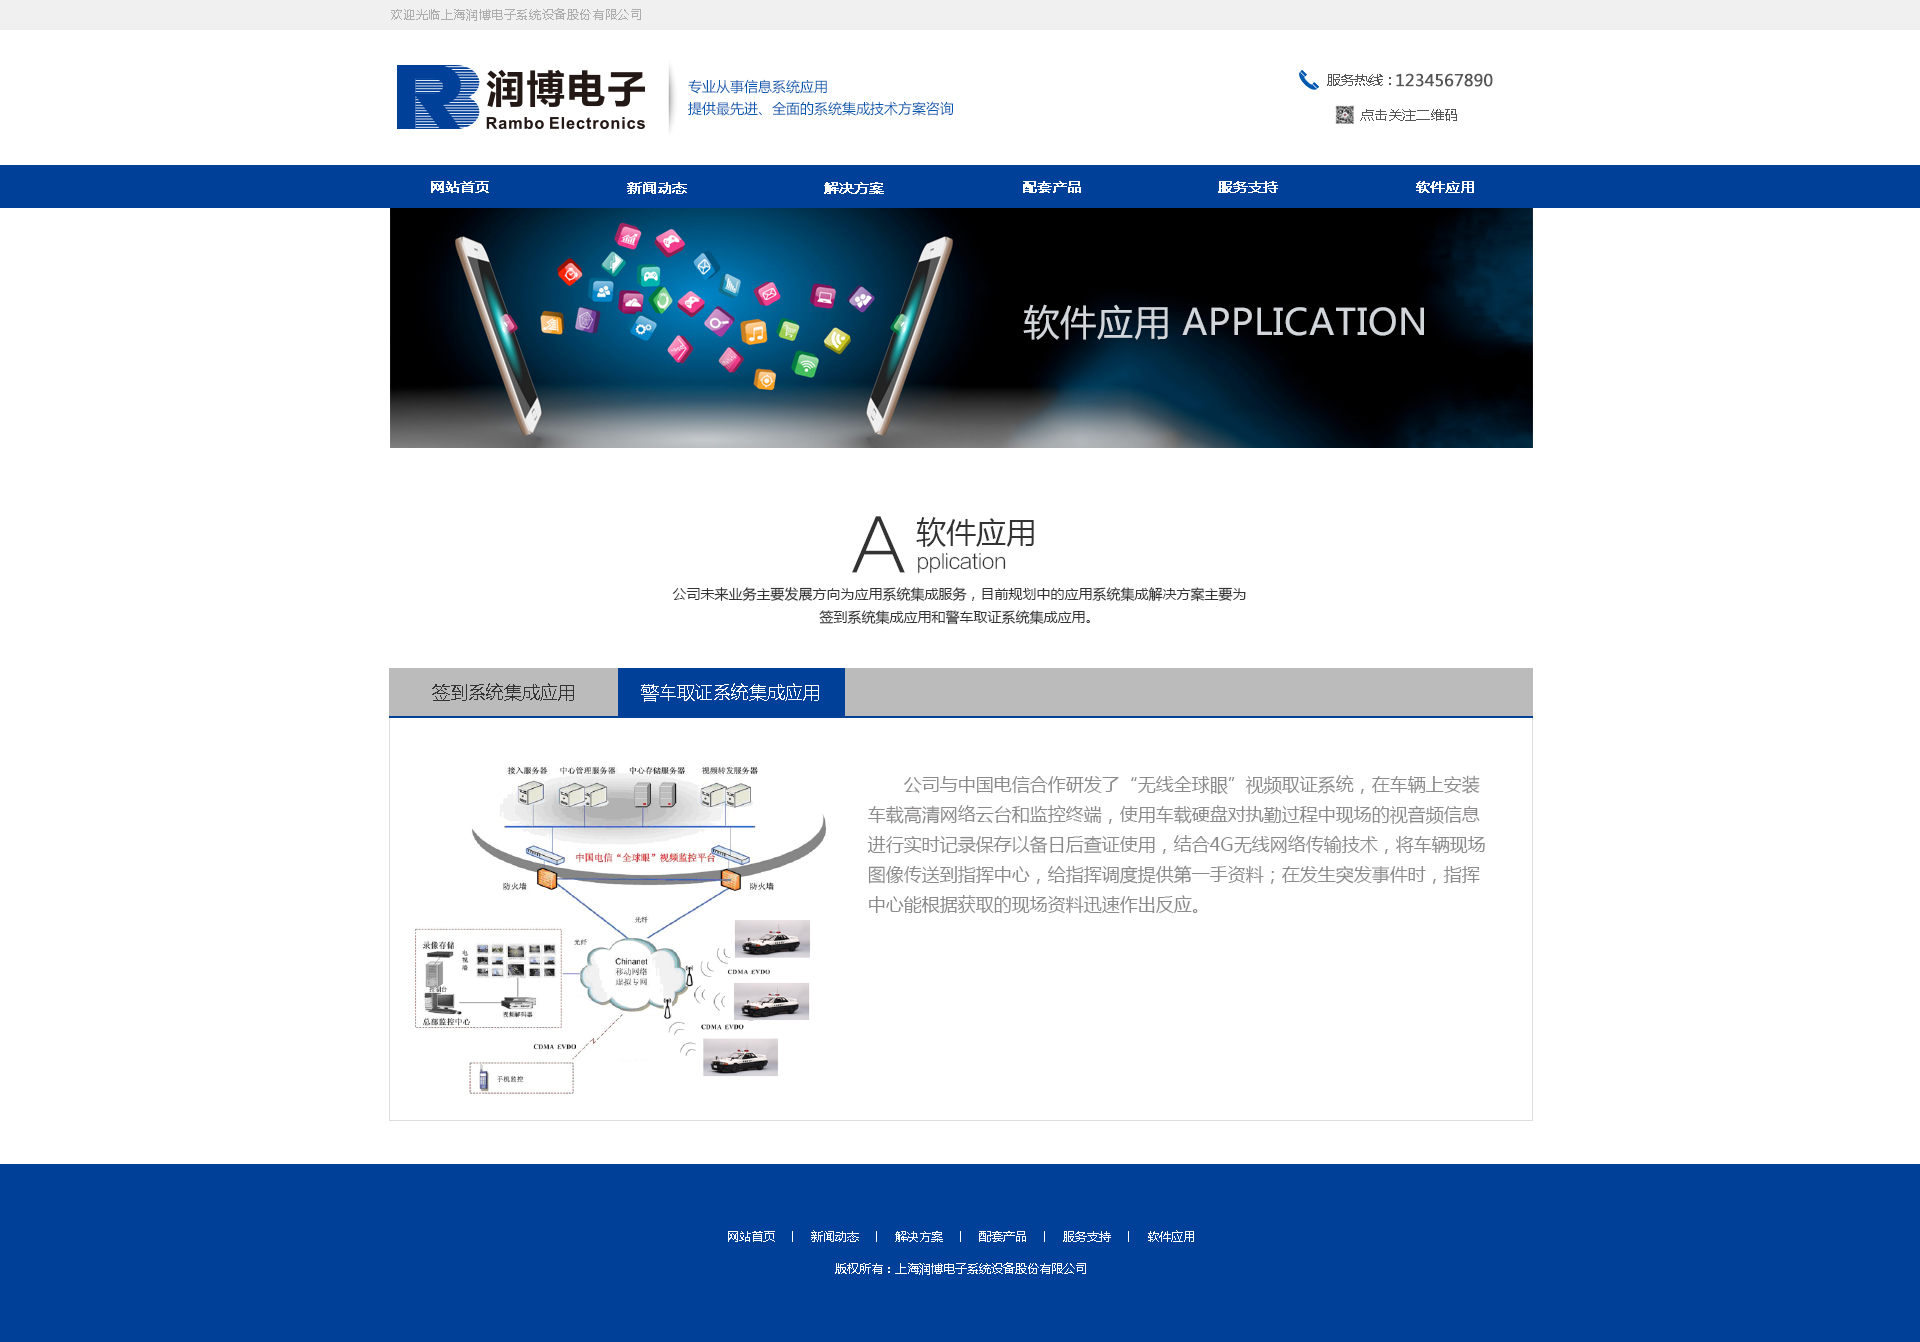 欢迎光临上海润博电子系统设备股份有限公司
润博电子
Rambo Electronics
专业从事信息系统应用
提供最先进、全面的系统集成技术方案咨询
服务热线：1234567890
点击关注二维码
网站首页 新闻动态 解决方案 配套产品 服务支持 软件应用
软件应用 APPLICATION
A 软件应用
pplication
公司未来业务主要发展方向为应用系统集成服务，目前规划中的应用系统集成解决方案主要为
签到系统集成应用和警车取证系统集成应用。
签到系统集成应用 警车取证系统集成应用
接入服务器 中心管理服务器 中心存储服务器 视频转发服务器
中国电信“全球眼”视频监控平台
防火墙 防火墙
光纤
光纤
录像存储
电视墙
Chinanet
移动网络
虚拟专网
CDMA EVDO
控制台
视频解码器
总部监控中心
CDMA EVDO
CDMA EVDO
手机监控
公司与中国电信合作研发了“无线全球眼”视频取证系统，在车辆上安装
车载高清网络云台和监控终端，使用车载硬盘对执勤过程中现场的视音频信息
进行实时记录保存以备日后查证使用，结合4G无线网络传输技术，将车辆现场
图像传送到指挥中心，给指挥调度提供第一手资料；在发生突发事件时，指挥
中心能根据获取的现场资料迅速作出反应。
网站首页 | 新闻动态 | 解决方案 | 配套产品 | 服务支持 | 软件应用
版权所有：上海润博电子系统设备股份有限公司